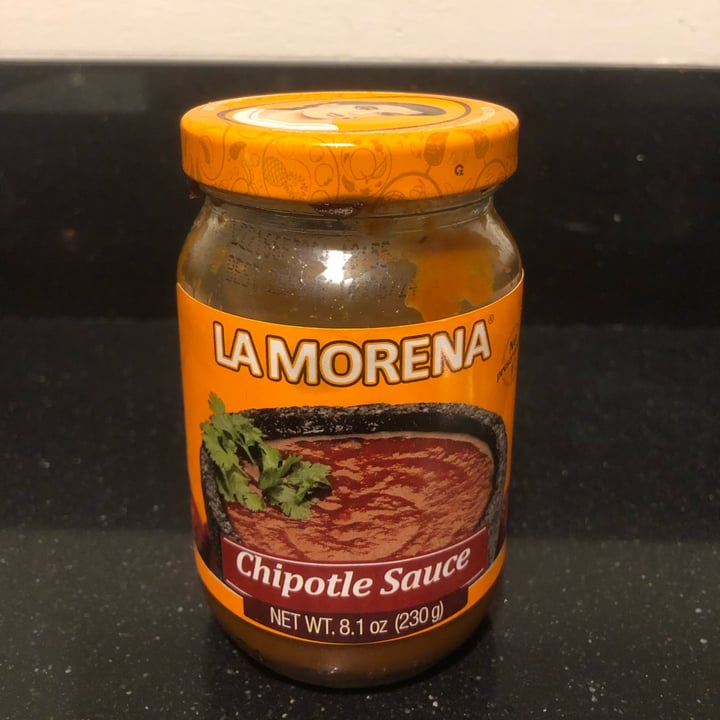 LA MORENA®
Chipotle Sauce
NET WT. 8.1 oz (230 g)